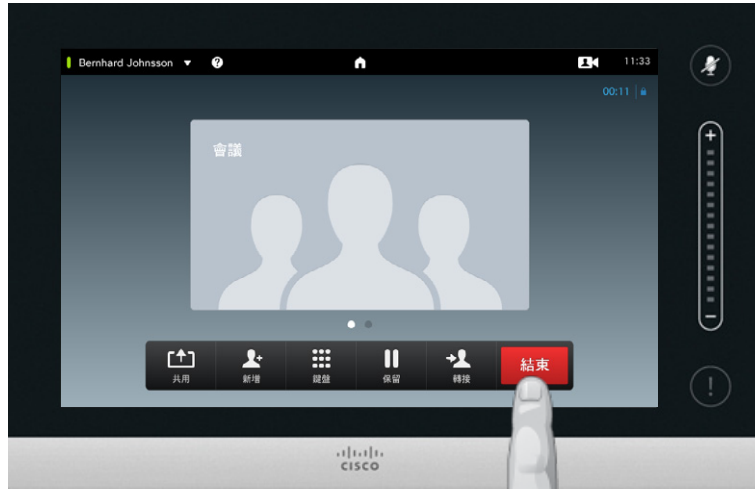 Bernhard Johnsson
?
11:33
00:11
會議
共用
新增
鍵盤
保留
轉接
結束
CISCO